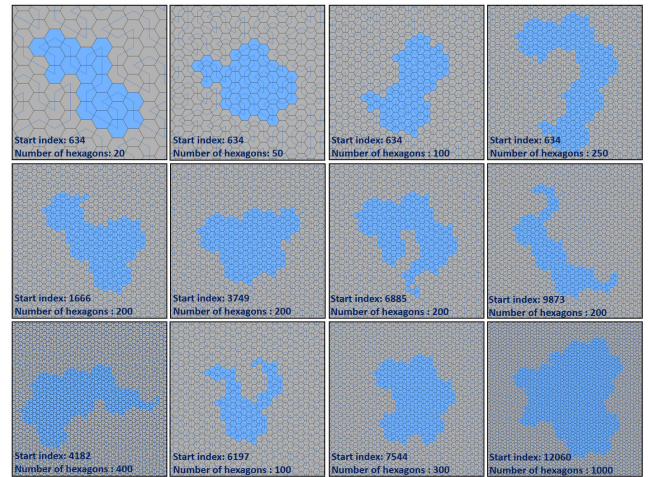 Start index: 634
Number of hexagons: 20
Start index: 634
Number of hexagons: 50
Start index: 634
Number of hexagons : 100
Start index: 634
Number of hexagons : 250
Start index: 1666
Number of hexagons : 200
Start index: 3749
Number of hexagons : 200
Start index: 6885
Number of hexagons : 200
Start index: 9873
Number of hexagons : 200
Start index: 4182
Number of hexagons : 400
Start index: 6197
Number of hexagons : 100
Start index: 7544
Number of hexagons : 300
Start index: 12060
Number of hexagons : 1000